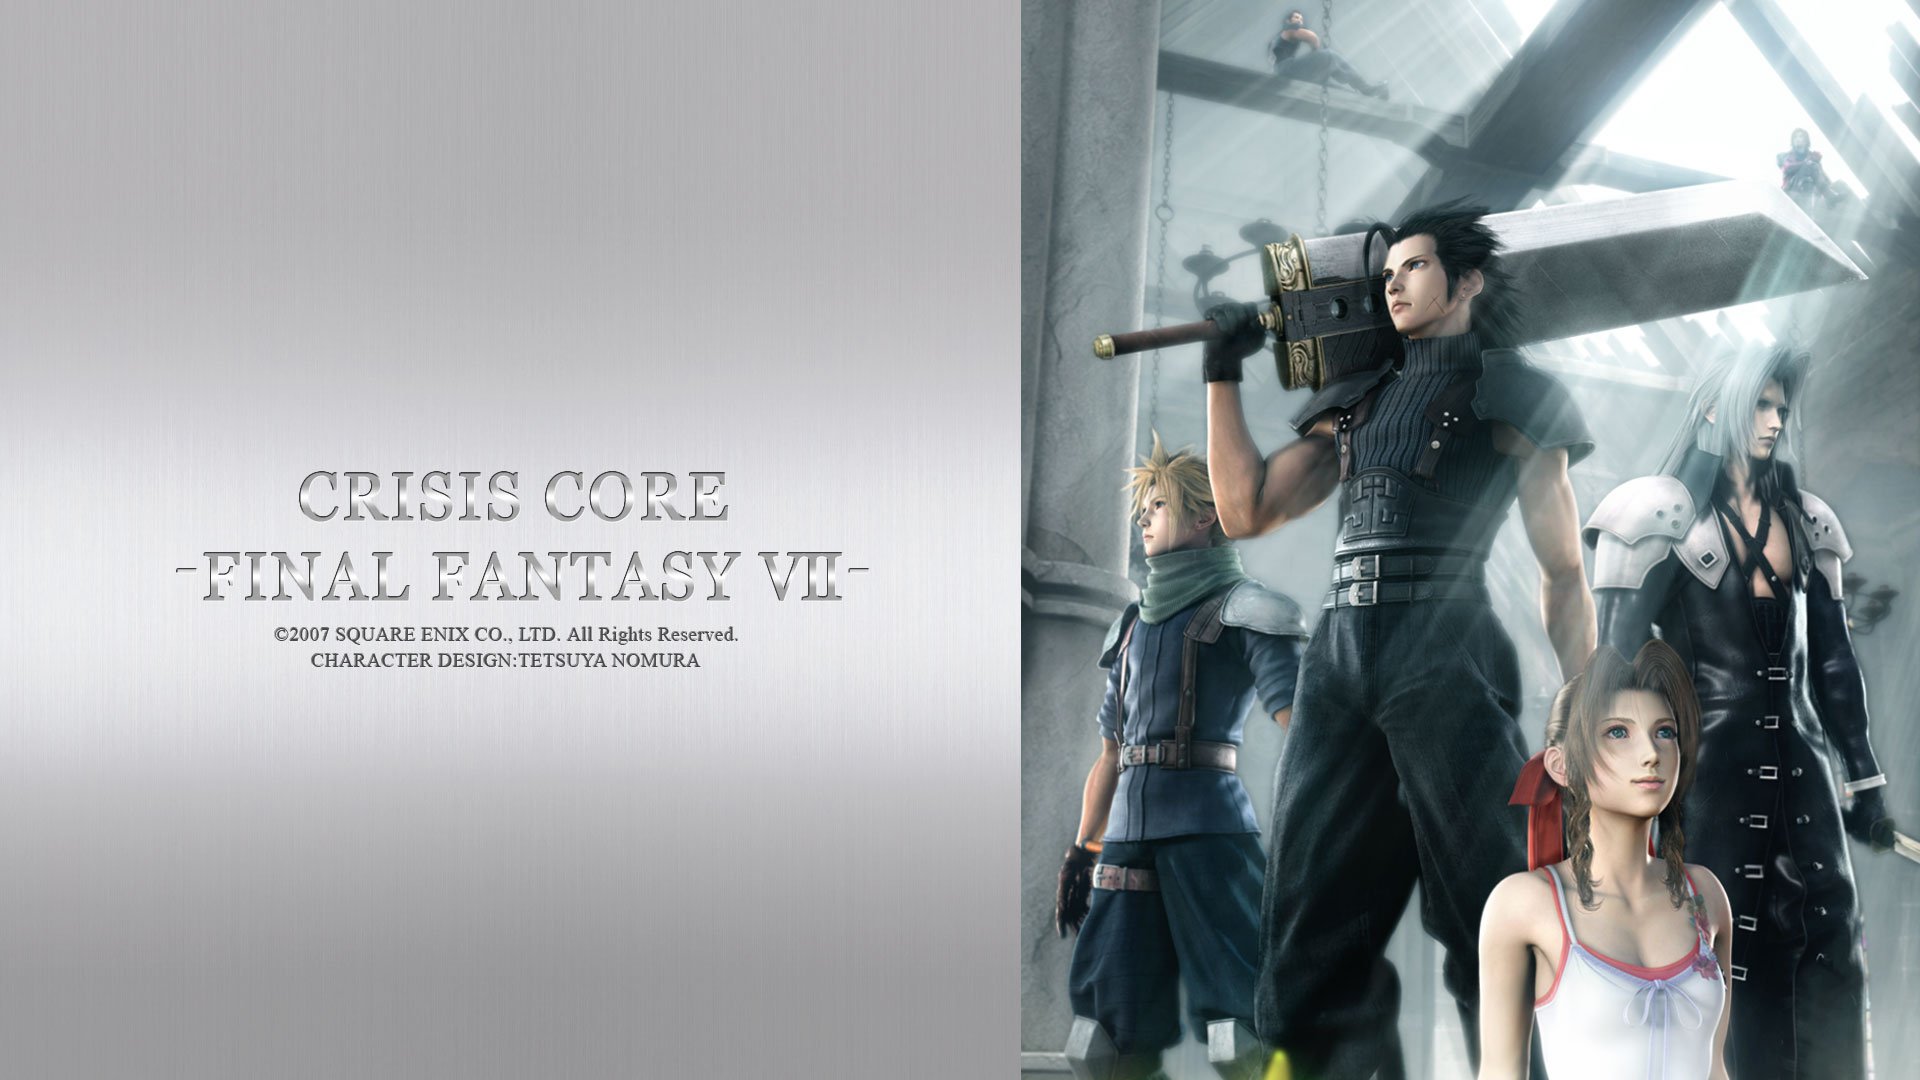 CRISIS CORE
-FINAL FANTASY VII-
©2007 SQUARE ENIX CO., LTD. All Rights Reserved.
CHARACTER DESIGN:TETSUYA NOMURA